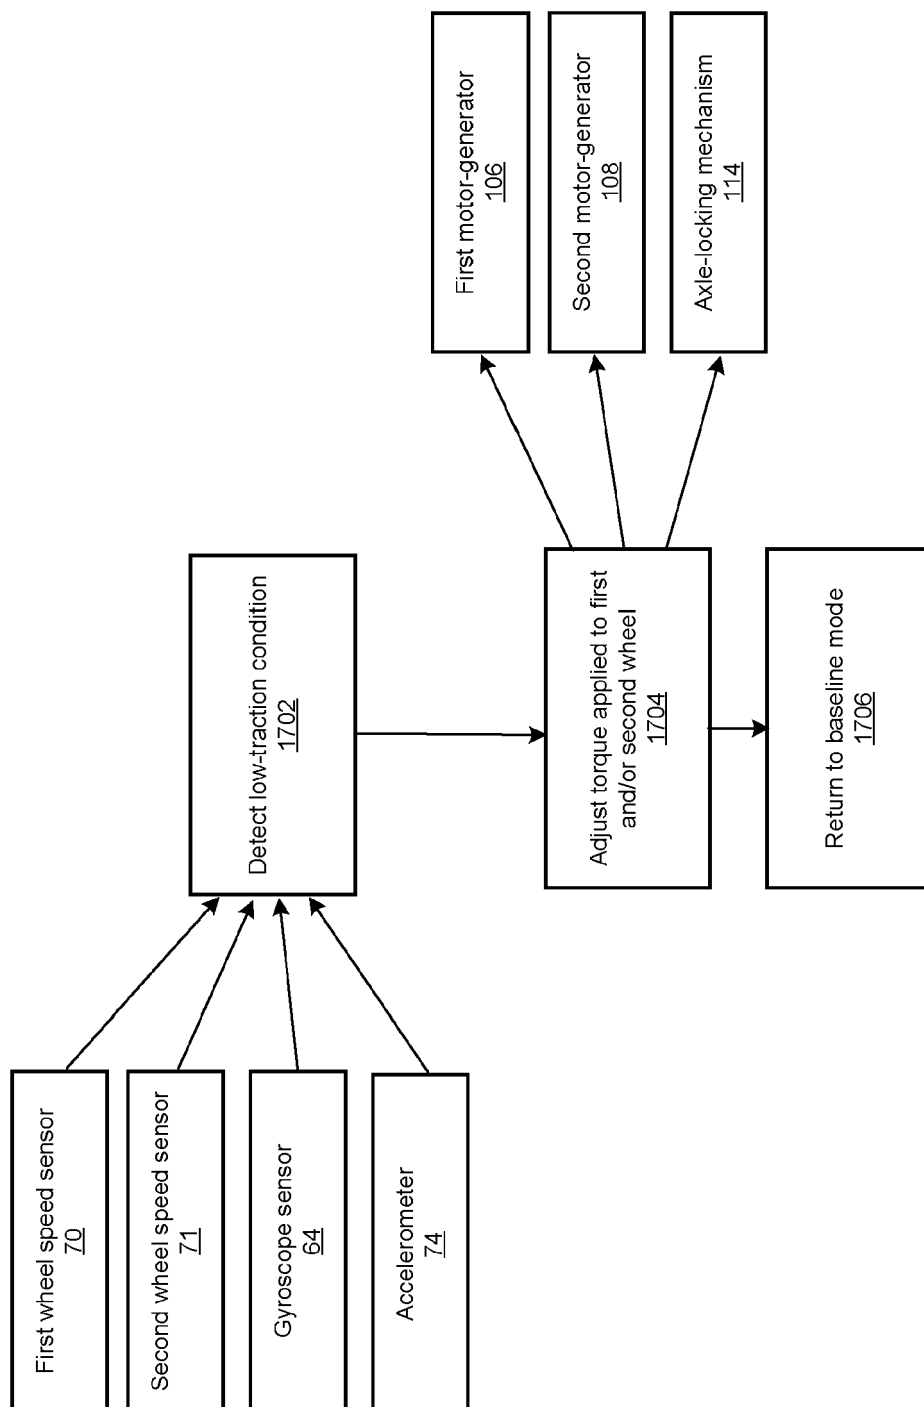 First wheel speed sensor
70
Second wheel speed sensor
71
Gyroscope sensor
64
Accelerometer
74
Detect low-traction condition
1702
Adjust torque applied to first
and/or second wheel
1704
Return to baseline mode
1706
First motor-generator
106
Second motor-generator
108
Axle-locking mechanism
114